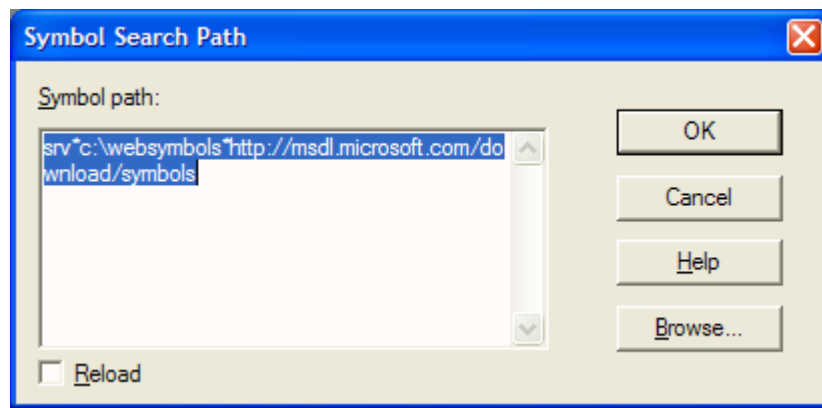 Symbol Search Path
Symbol path:
srv*c:\websymbols*http://msdl.microsoft.com/do
wnload/symbols
OK
Cancel
Help
Browse...
Reload